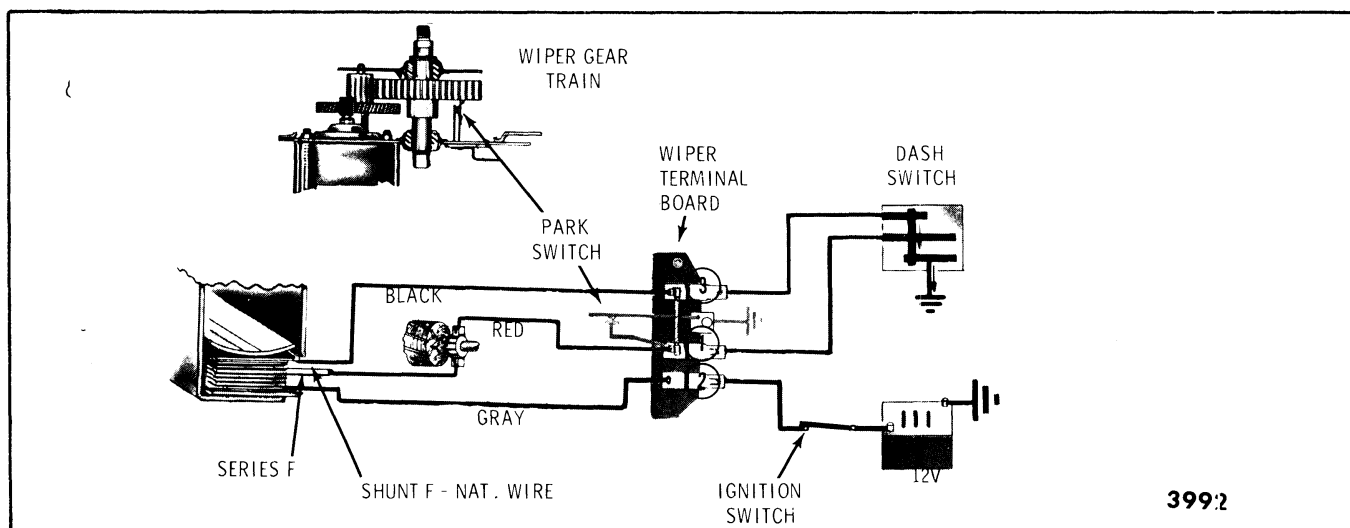 WIPER GEAR
TRAIN
WIPER
TERMINAL
BOARD
DASH
SWITCH
PARK
SWITCH
BLACK
RED
3
1
2
GRAY
SERIES F
SHUNT F - NAT. WIRE
IGNITION
SWITCH
12V
3992